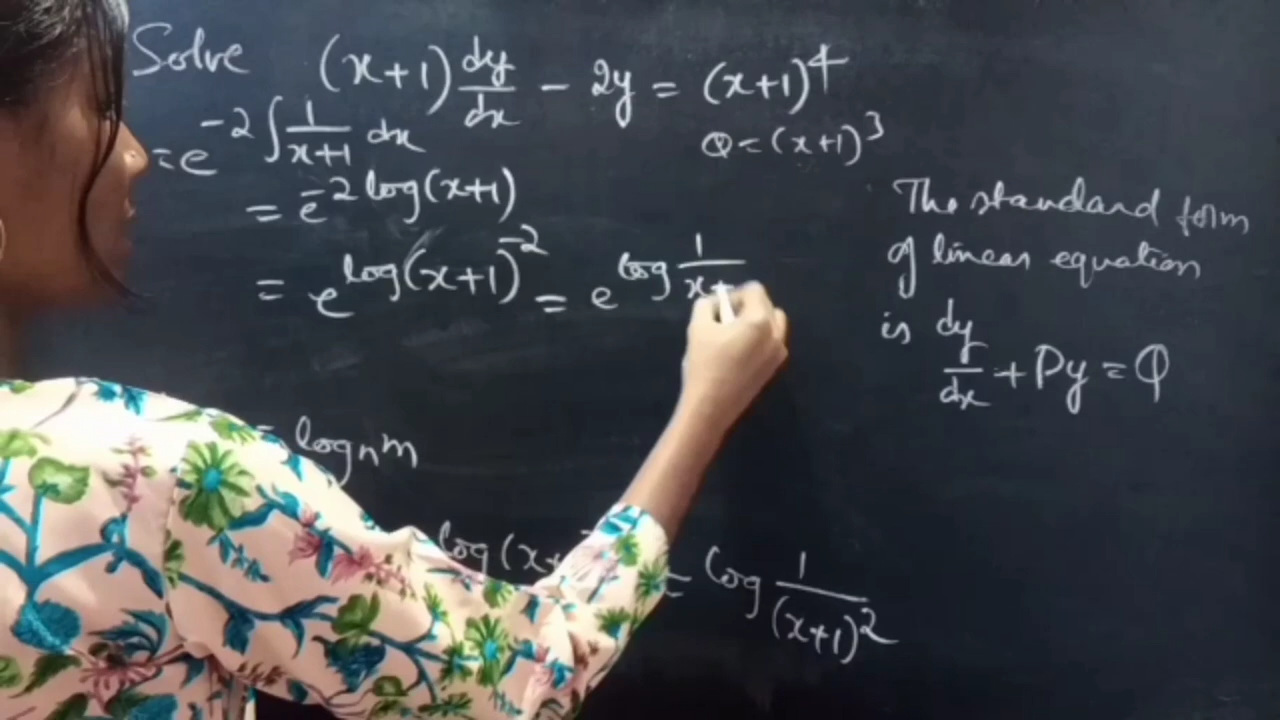 Solve (x+1) dy/dx - 2y = (x+1)^4
= e^{-2∫ 1/(x+1) dx}
Q = (x+1)^3
= e^{-2 log(x+1)}
= e^{log(x+1)^{-2}} = e^{log 1/(x+
The standard form
of linear equation
is dy/dx + Py = Q
= log n^m
log(x+ = log 1/(x+1)^2